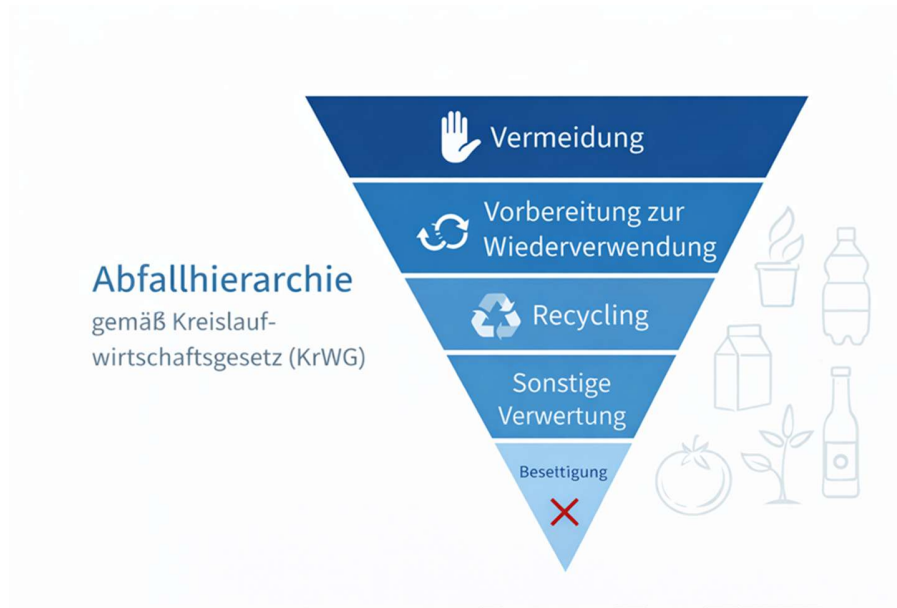 Vermeidung
Vorbereitung zur
Wiederverwendung
Abfallhierarchie
gemäß Kreislauf-
wirtschaftsgesetz (KrWG)
Recycling
Sonstige
Verwertung
Besettigung